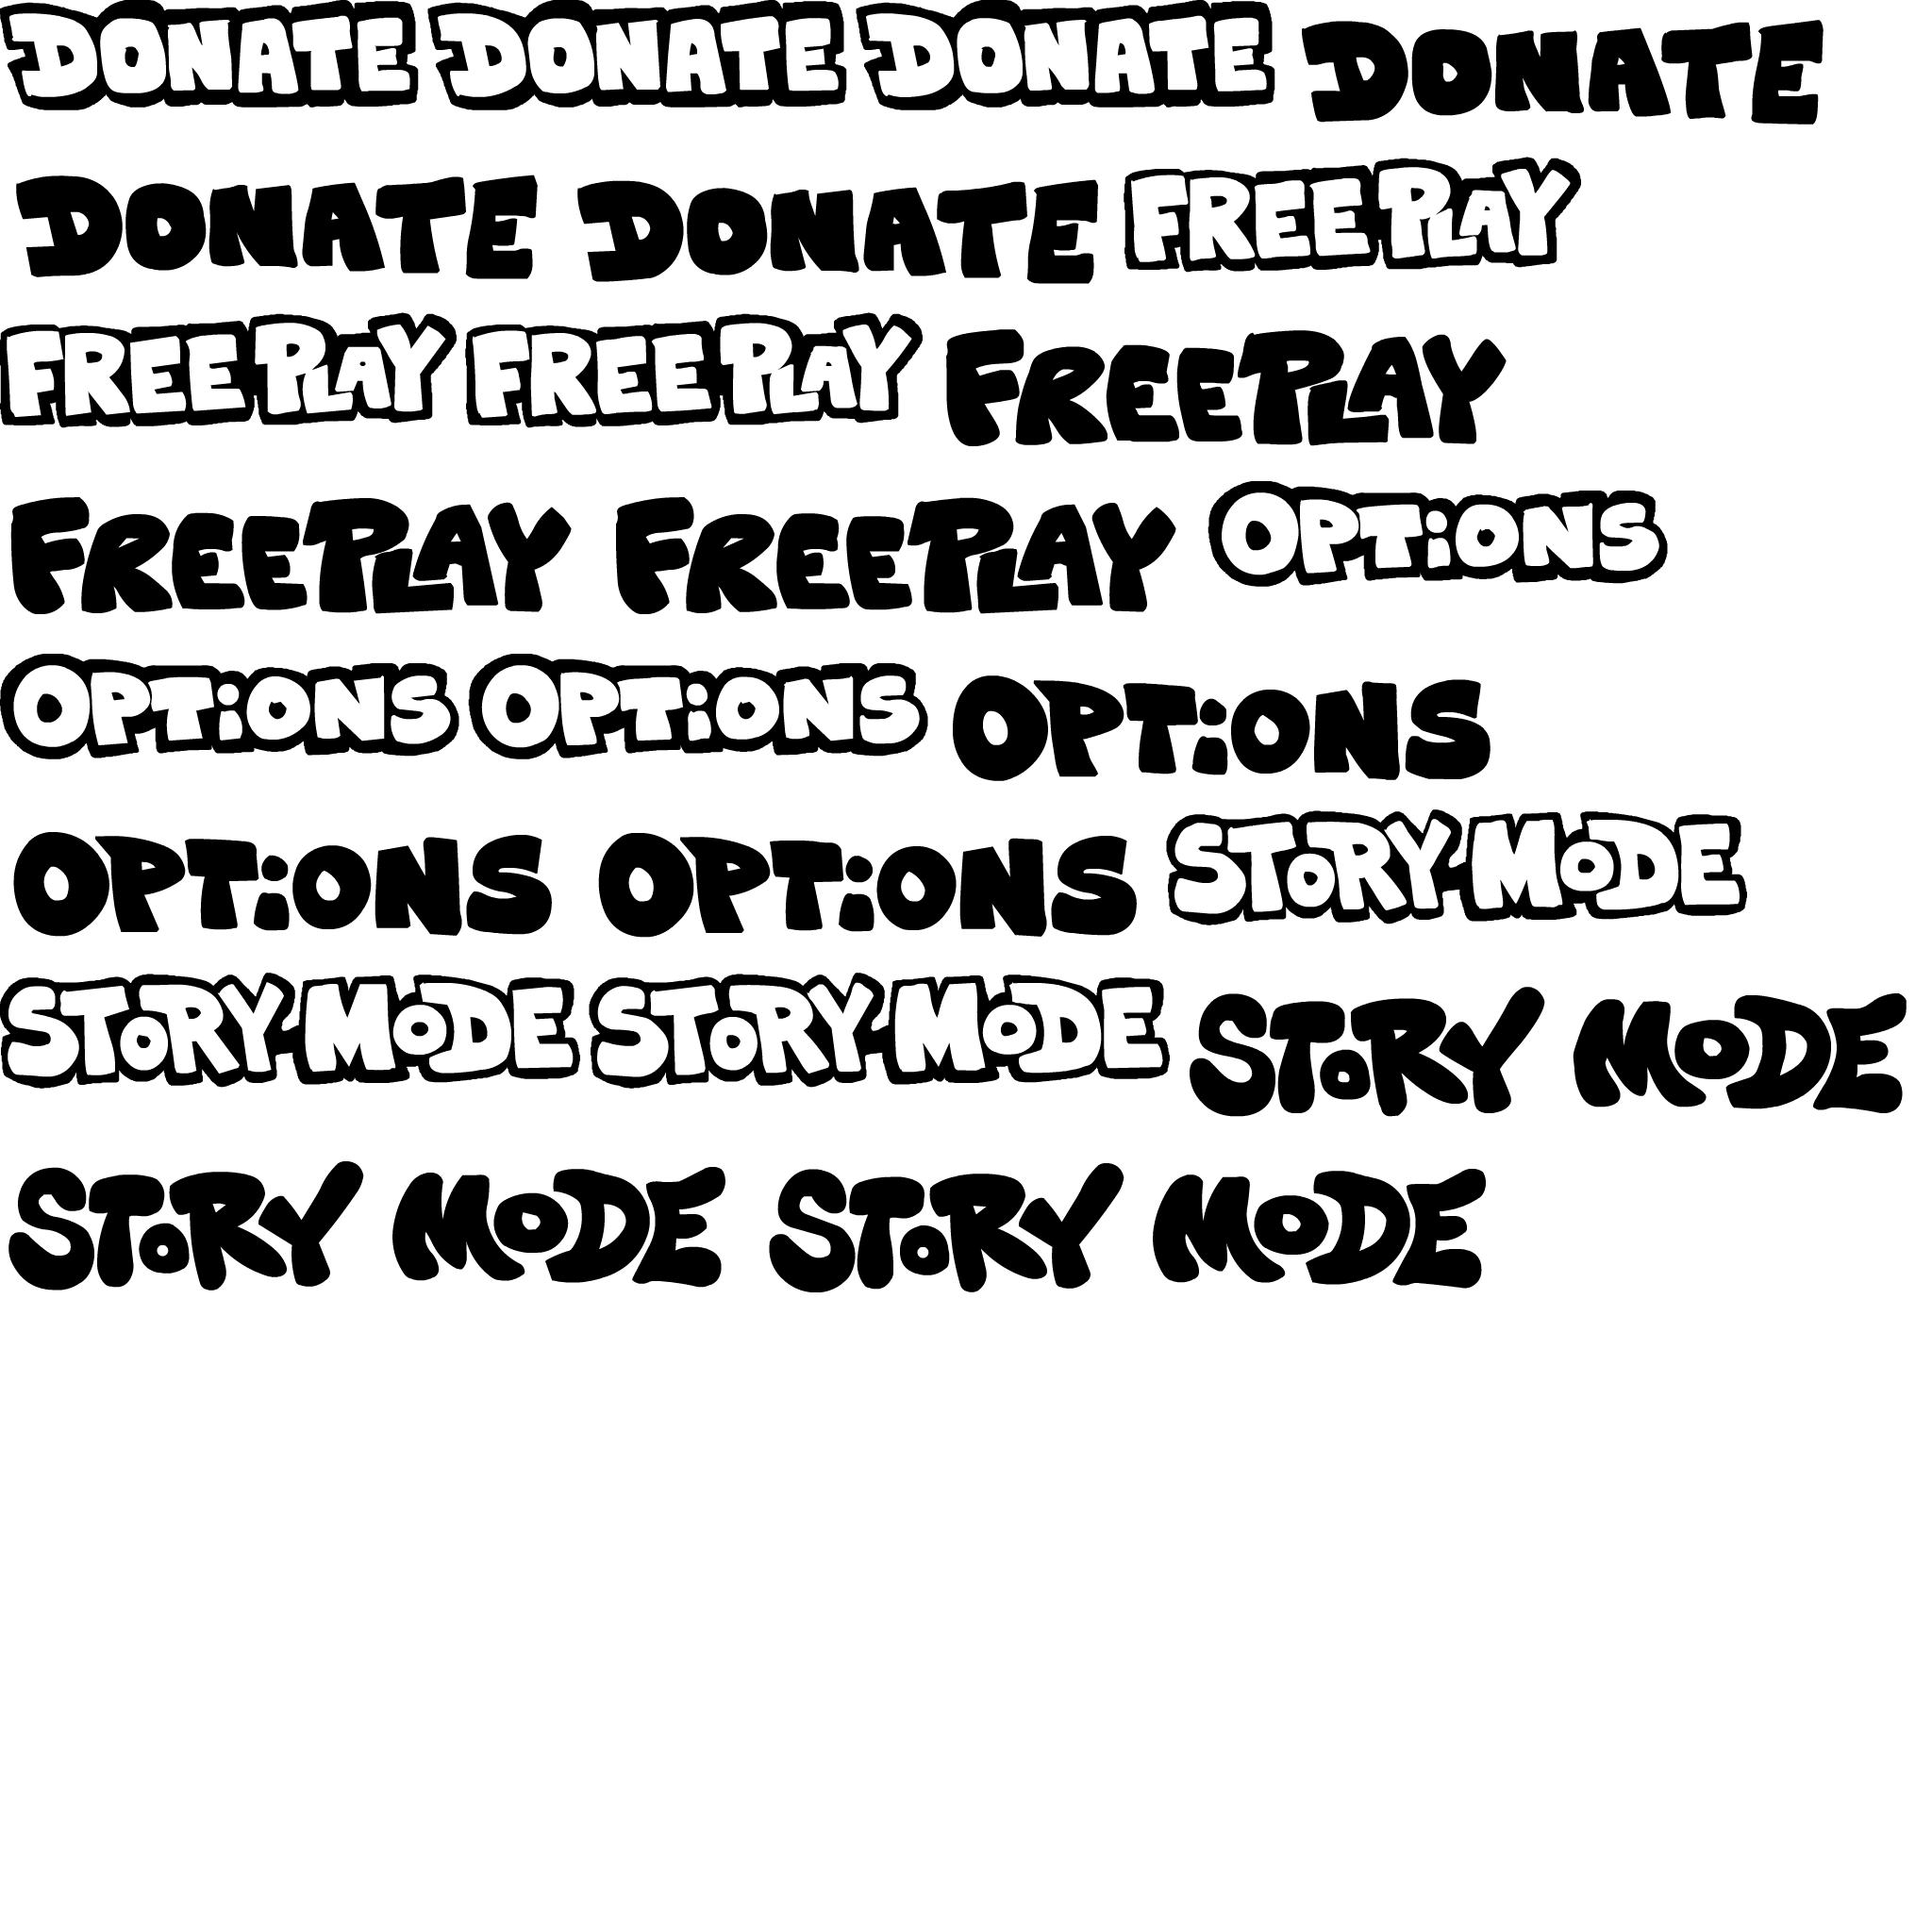 DONATE DONATE DONATE DONATE
DONATE DONATE FREEPLAY
FREEPLAY FREEPLAY FREEPLAY
FREEPLAY FREEPLAY OPTiONS
OPTiONS OPTiONS OPTiONS
OPTiONS OPTiONS STORY MODE
STORY MODE STORY MODE STORY MODE
STORY MODE STORY MODE